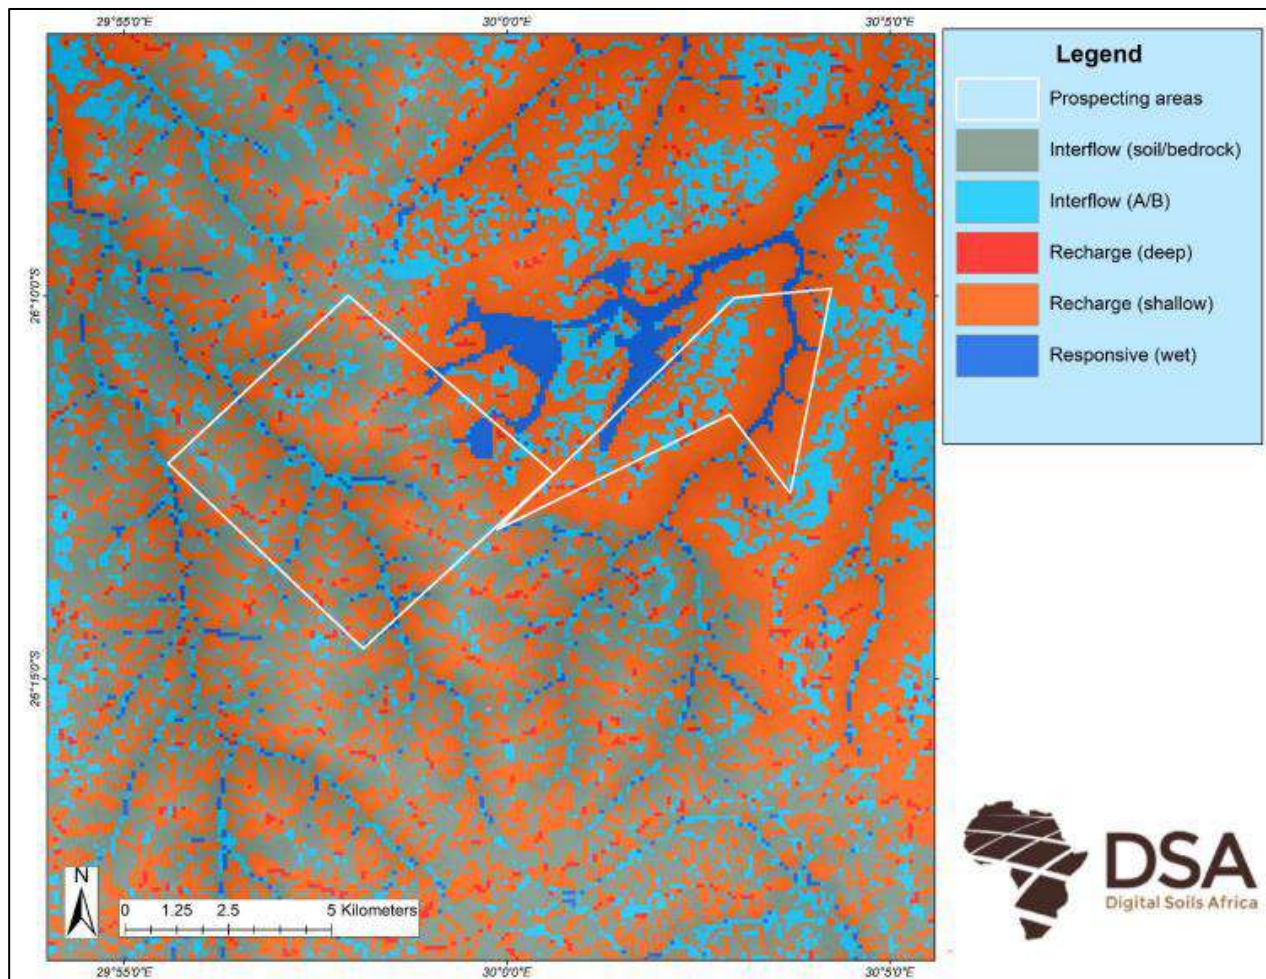 29°55'0"E 30°0'0"E 30°5'0"E
Legend
Prospecting areas
Interflow (soil/bedrock)
Interflow (A/B)
Recharge (deep)
Recharge (shallow)
Responsive (wet)
26°10'0"S
26°15'0"S
N
0 1.25 2.5 5 Kilometers
29°55'0"E 30°0'0"E 30°5'0"E
DSA
Digital Soils Africa